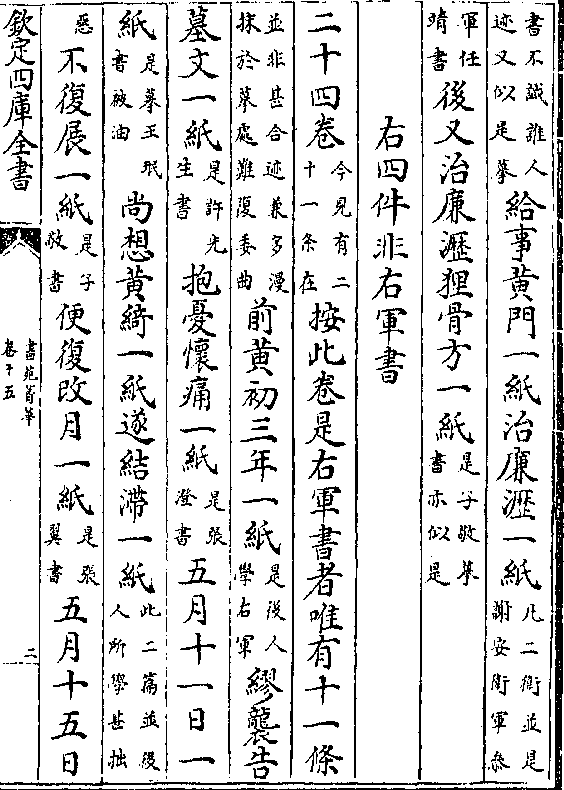 書不識誰人迹又似是摹給事黃門一紙治廉瀝一紙凡二衛並是謝安衛軍參
軍任晴書後又治廉瀝狸骨方一紙是子敬摹書亦似是
右四件非右軍書
二十四卷今見有二十一條在按此卷是右軍書者唯有十一條
並非甚合迹兼多漫抹於摹處難復委曲前黃初三年一紙是後人學右軍繆襲告
墓文一紙是許先生書抱憂懷痛一紙是張澄書五月十一日一
紙是摹王珉書被油尚想黃綺一紙遂結滯一紙此二篇並後人所學甚拙
惡不復展一紙是子敬書便復改月一紙是張翼書五月十五日
欽定四庫全書
書苑菁華
卷十五
二